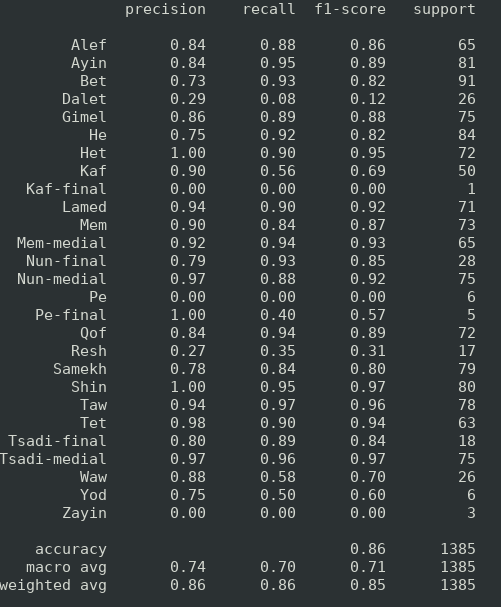 precision recall f1-score support
Alef 0.84 0.88 0.86 65
Ayin 0.84 0.95 0.89 81
Bet 0.73 0.93 0.82 91
Dalet 0.29 0.08 0.12 26
Gimel 0.86 0.89 0.88 75
He 0.75 0.92 0.82 84
Het 1.00 0.90 0.95 72
Kaf 0.90 0.56 0.69 50
Kaf-final 0.00 0.00 0.00 1
Lamed 0.94 0.90 0.92 71
Mem 0.90 0.84 0.87 73
Mem-medial 0.92 0.94 0.93 65
Nun-final 0.79 0.93 0.85 28
Nun-medial 0.97 0.88 0.92 75
Pe 0.00 0.00 0.00 6
Pe-final 1.00 0.40 0.57 5
Qof 0.84 0.94 0.89 72
Resh 0.27 0.35 0.31 17
Samekh 0.78 0.84 0.80 79
Shin 1.00 0.95 0.97 80
Taw 0.94 0.97 0.96 78
Tet 0.98 0.90 0.94 63
Tsadi-final 0.80 0.89 0.84 18
Tsadi-medial 0.97 0.96 0.97 75
Waw 0.88 0.58 0.70 26
Yod 0.75 0.50 0.60 6
Zayin 0.00 0.00 0.00 3
accuracy 0.86 1385
macro avg 0.74 0.70 0.71 1385
weighted avg 0.86 0.86 0.85 1385